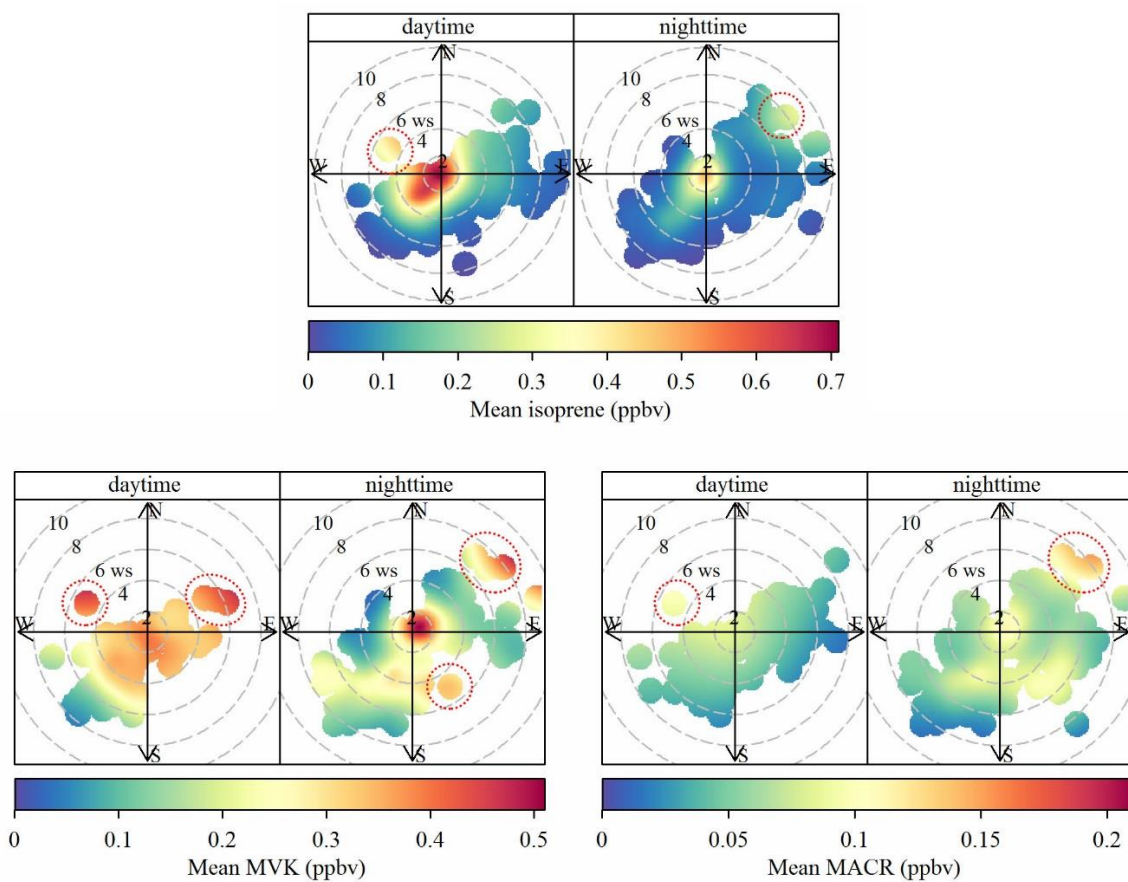 daytime nighttime
N N
10 10
8 8
6 ws 6 ws
4 4
2 2
W E W E
S S
0 0.1 0.2 0.3 0.4 0.5 0.6 0.7
Mean isoprene (ppbv)
daytime nighttime daytime nighttime
N N N N
10 10 10 10
8 8 8 8
6 ws 6 ws 6 ws 6 ws
4 4 4 4
2 2 2 2
W E W E W E W E
S S S S
0 0.1 0.2 0.3 0.4 0.5 0 0.05 0.1 0.15 0.2
Mean MVK (ppbv) Mean MACR (ppbv)